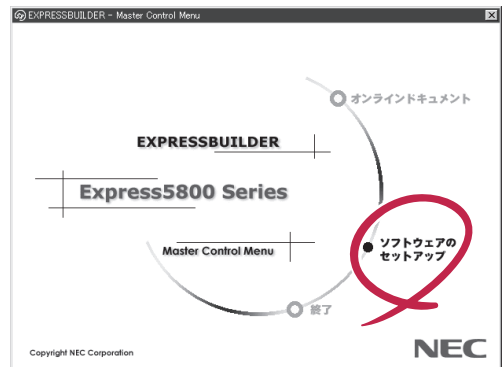 EXPRESSBUILDER - Master Control Menu
オンラインドキュメント
EXPRESSBUILDER
Express5800 Series
ソフトウェアの
セットアップ
Master Control Menu
終了
Copyright NEC Corporation
NEC